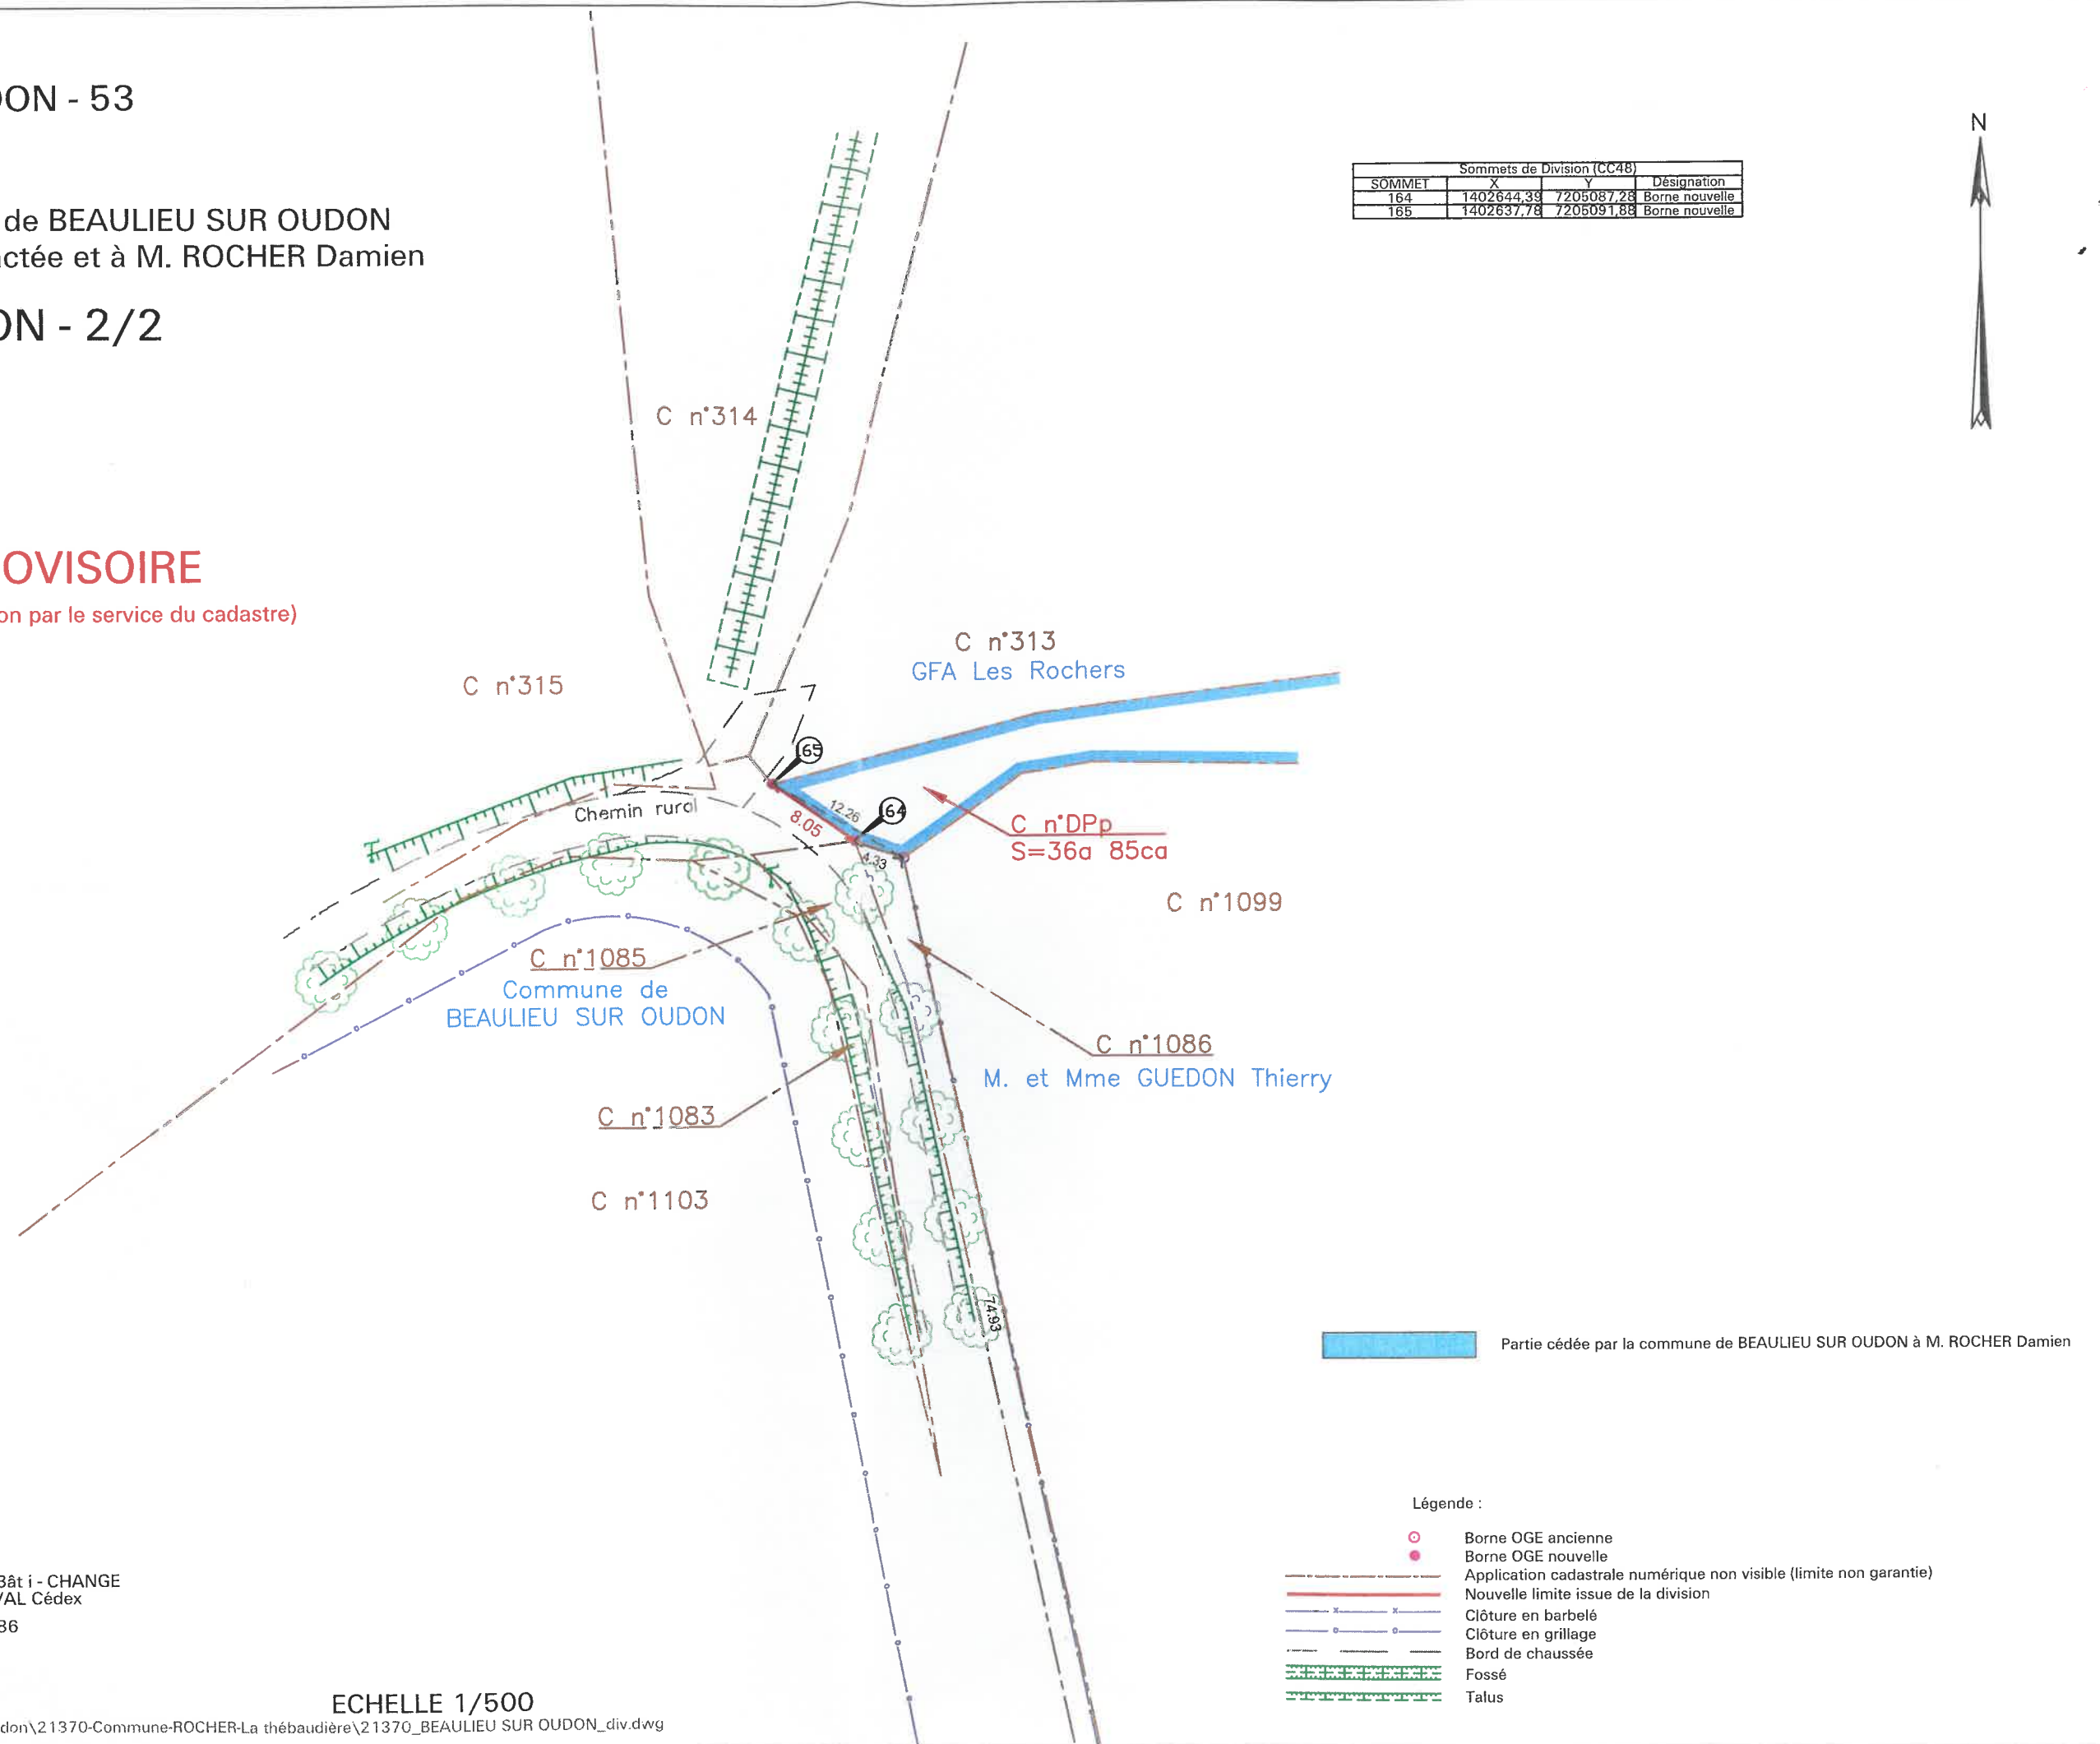 ON - 53
de BEAULIEU SUR OUDON
ctée et à M. ROCHER Damien
ON - 2/2
OVISOIRE
on par le service du cadastre)
Sommets de Division (CC48)
SOMMET X Y Désignation
164 1402644,39 7205087,28 Borne nouvelle
165 1402637,78 7205091,88 Borne nouvelle
N
C n°314
C n°313
GFA Les Rochers
C n°315
165
164
12.26
8.05
4.33
Chemin rural
C n°DPp
S=36a 85ca
C n°1099
C n°1085
Commune de
BEAULIEU SUR OUDON
C n°1086
M. et Mme GUEDON Thierry
C n°1083
C n°1103
74.93
Partie cédée par la commune de BEAULIEU SUR OUDON à M. ROCHER Damien
Légende :
Borne OGE ancienne
Borne OGE nouvelle
Application cadastrale numérique non visible (limite non garantie)
Nouvelle limite issue de la division
Clôture en barbelé
Clôture en grillage
Bord de chaussée
Fossé
Talus
Bât i - CHANGE
VAL Cédex
86
ECHELLE 1/500
don\21370-Commune-ROCHER-La thébaudière\21370_BEAULIEU SUR OUDON_div.dwg